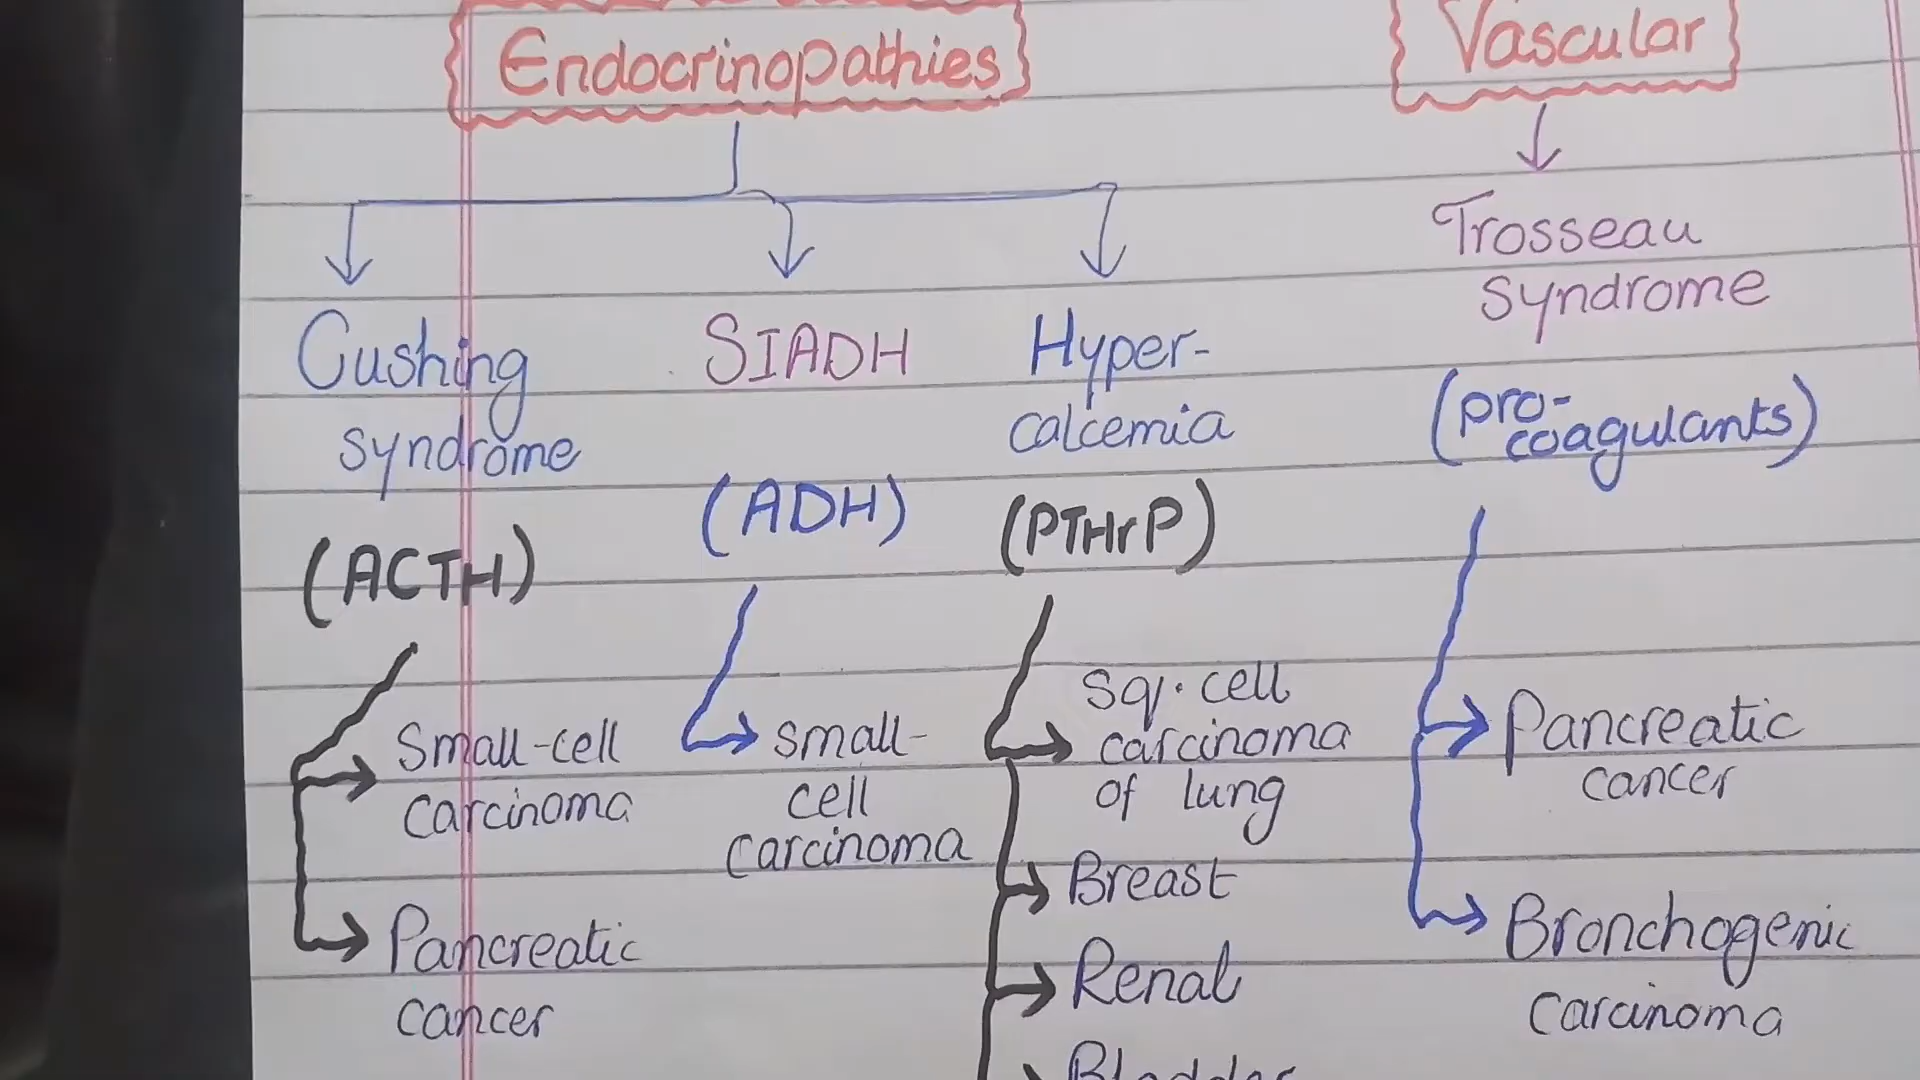 Endocrinopathies
Cushing
syndrome
(ACTH)
Small-cell
carcinoma
Pancreatic
cancer
SIADH
(ADH)
small-
cell
carcinoma
Hyper-
calcemia
(PTHrP)
sq. cell
carcinoma
of lung
Breast
Renal
Bladder
Vascular
Trosseau
syndrome
(pro-
coagulants)
Pancreatic
cancer
Bronchogenic
carcinoma